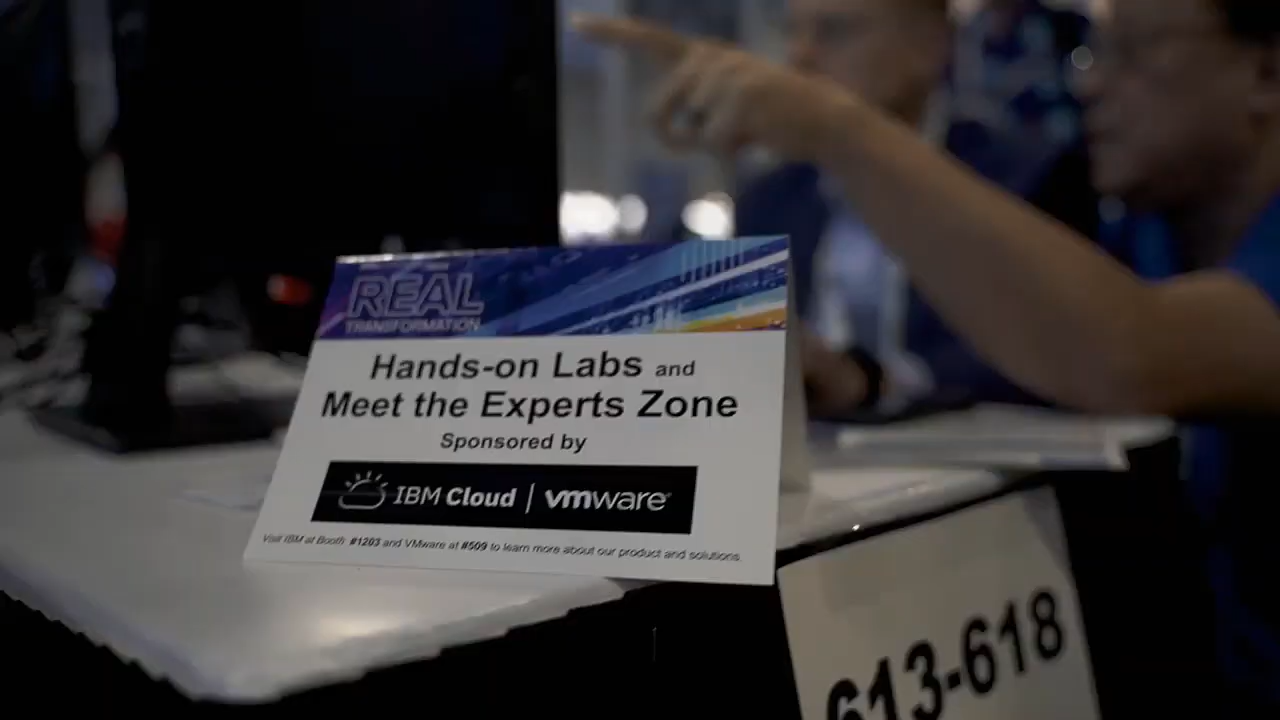 REAL
TRANSFORMATION
Hands-on Labs and
Meet the Experts Zone
Sponsored by
IBM Cloud | vmware®
Visit IBM at Booth #1203 and VMware at #509 to learn more about our product and solutions.
613-618